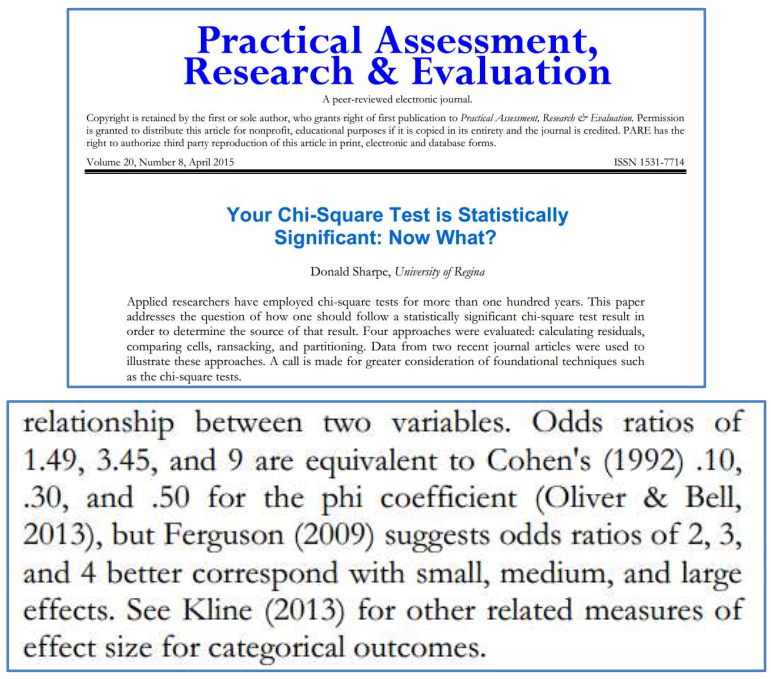 Practical Assessment,
Research & Evaluation
A peer-reviewed electronic journal.
Copyright is retained by the first or sole author, who grants right of first publication to Practical Assessment, Research & Evaluation. Permission
is granted to distribute this article for nonprofit, educational purposes if it is copied in its entirety and the journal is credited. PARE has the
right to authorize third party reproduction of this article in print, electronic and database forms.
Volume 20, Number 8, April 2015 ISSN 1531-7714
Your Chi-Square Test is Statistically
Significant: Now What?
Donald Sharpe, University of Regina
Applied researchers have employed chi-square tests for more than one hundred years. This paper
addresses the question of how one should follow a statistically significant chi-square test result in
order to determine the source of that result. Four approaches were evaluated: calculating residuals,
comparing cells, ransacking, and partitioning. Data from two recent journal articles were used to
illustrate these approaches. A call is made for greater consideration of foundational techniques such
as the chi-square tests.
relationship between two variables. Odds ratios of
1.49, 3.45, and 9 are equivalent to Cohen's (1992) .10,
.30, and .50 for the phi coefficient (Oliver & Bell,
2013), but Ferguson (2009) suggests odds ratios of 2, 3,
and 4 better correspond with small, medium, and large
effects. See Kline (2013) for other related measures of
effect size for categorical outcomes.